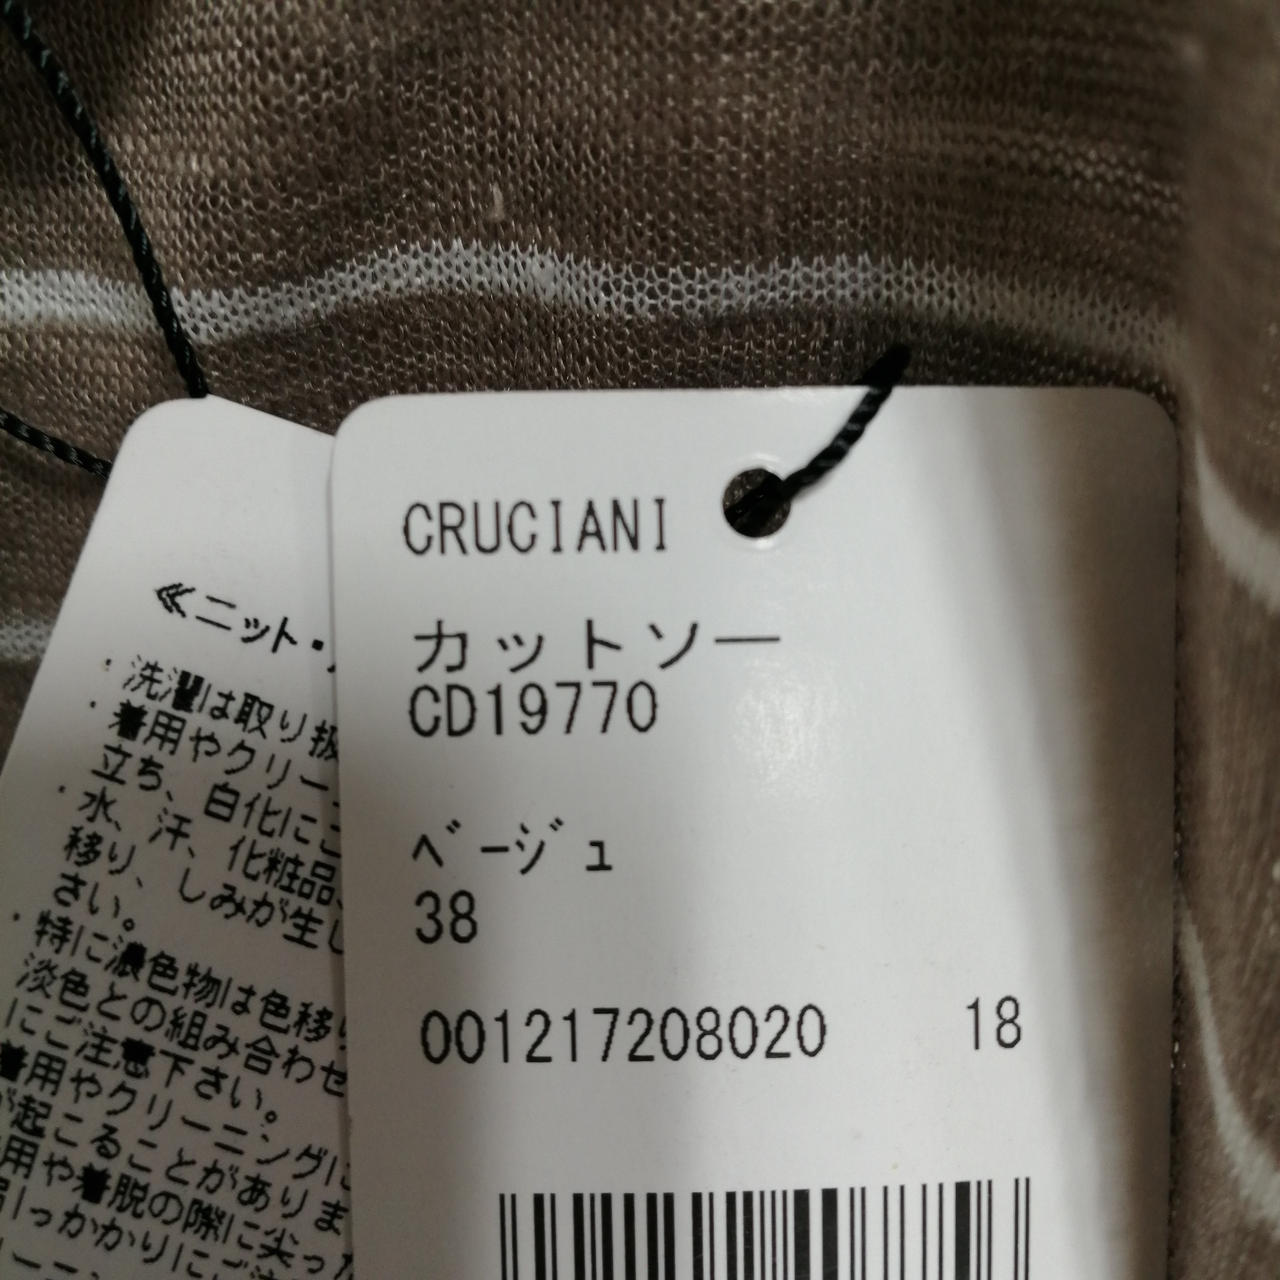 CRUCIANI
カットソー
CD19770
ﾍﾞｰｼﾞｭ
38
001217208020 18
≪ニット・
・洗濯は取り扱
・着用やクリー
立ち、白化にご
・水、汗、化粧品、
移り、しみが生じ
さい。
・特に濃色物は色移り
淡色との組み合わせ
にご注意下さい。
着用やクリーニングに
が起こることがありま
用や着脱の際に尖った
引っかかりにご注